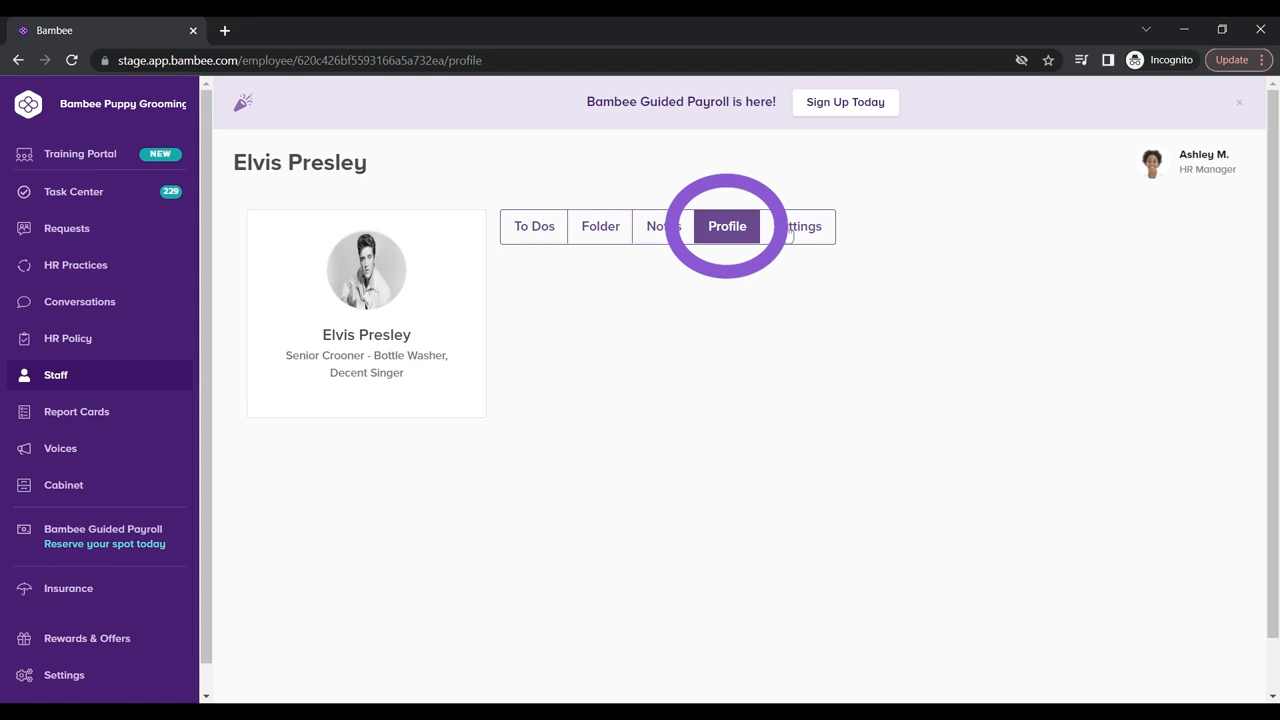 Bambee
stage.app.bambee.com/employee/620c426bf5593166a5a732ea/profile
Incognito
Update
Bambee Puppy Grooming
Bambee Guided Payroll is here!
Sign Up Today
Training Portal
NEW
Task Center
229
Requests
HR Practices
Conversations
HR Policy
Staff
Report Cards
Voices
Cabinet
Bambee Guided Payroll
Reserve your spot today
Insurance
Rewards & Offers
Settings
Elvis Presley
Ashley M.
HR Manager
To Dos
Folder
Profile
Elvis Presley
Senior Crooner - Bottle Washer,
Decent Singer